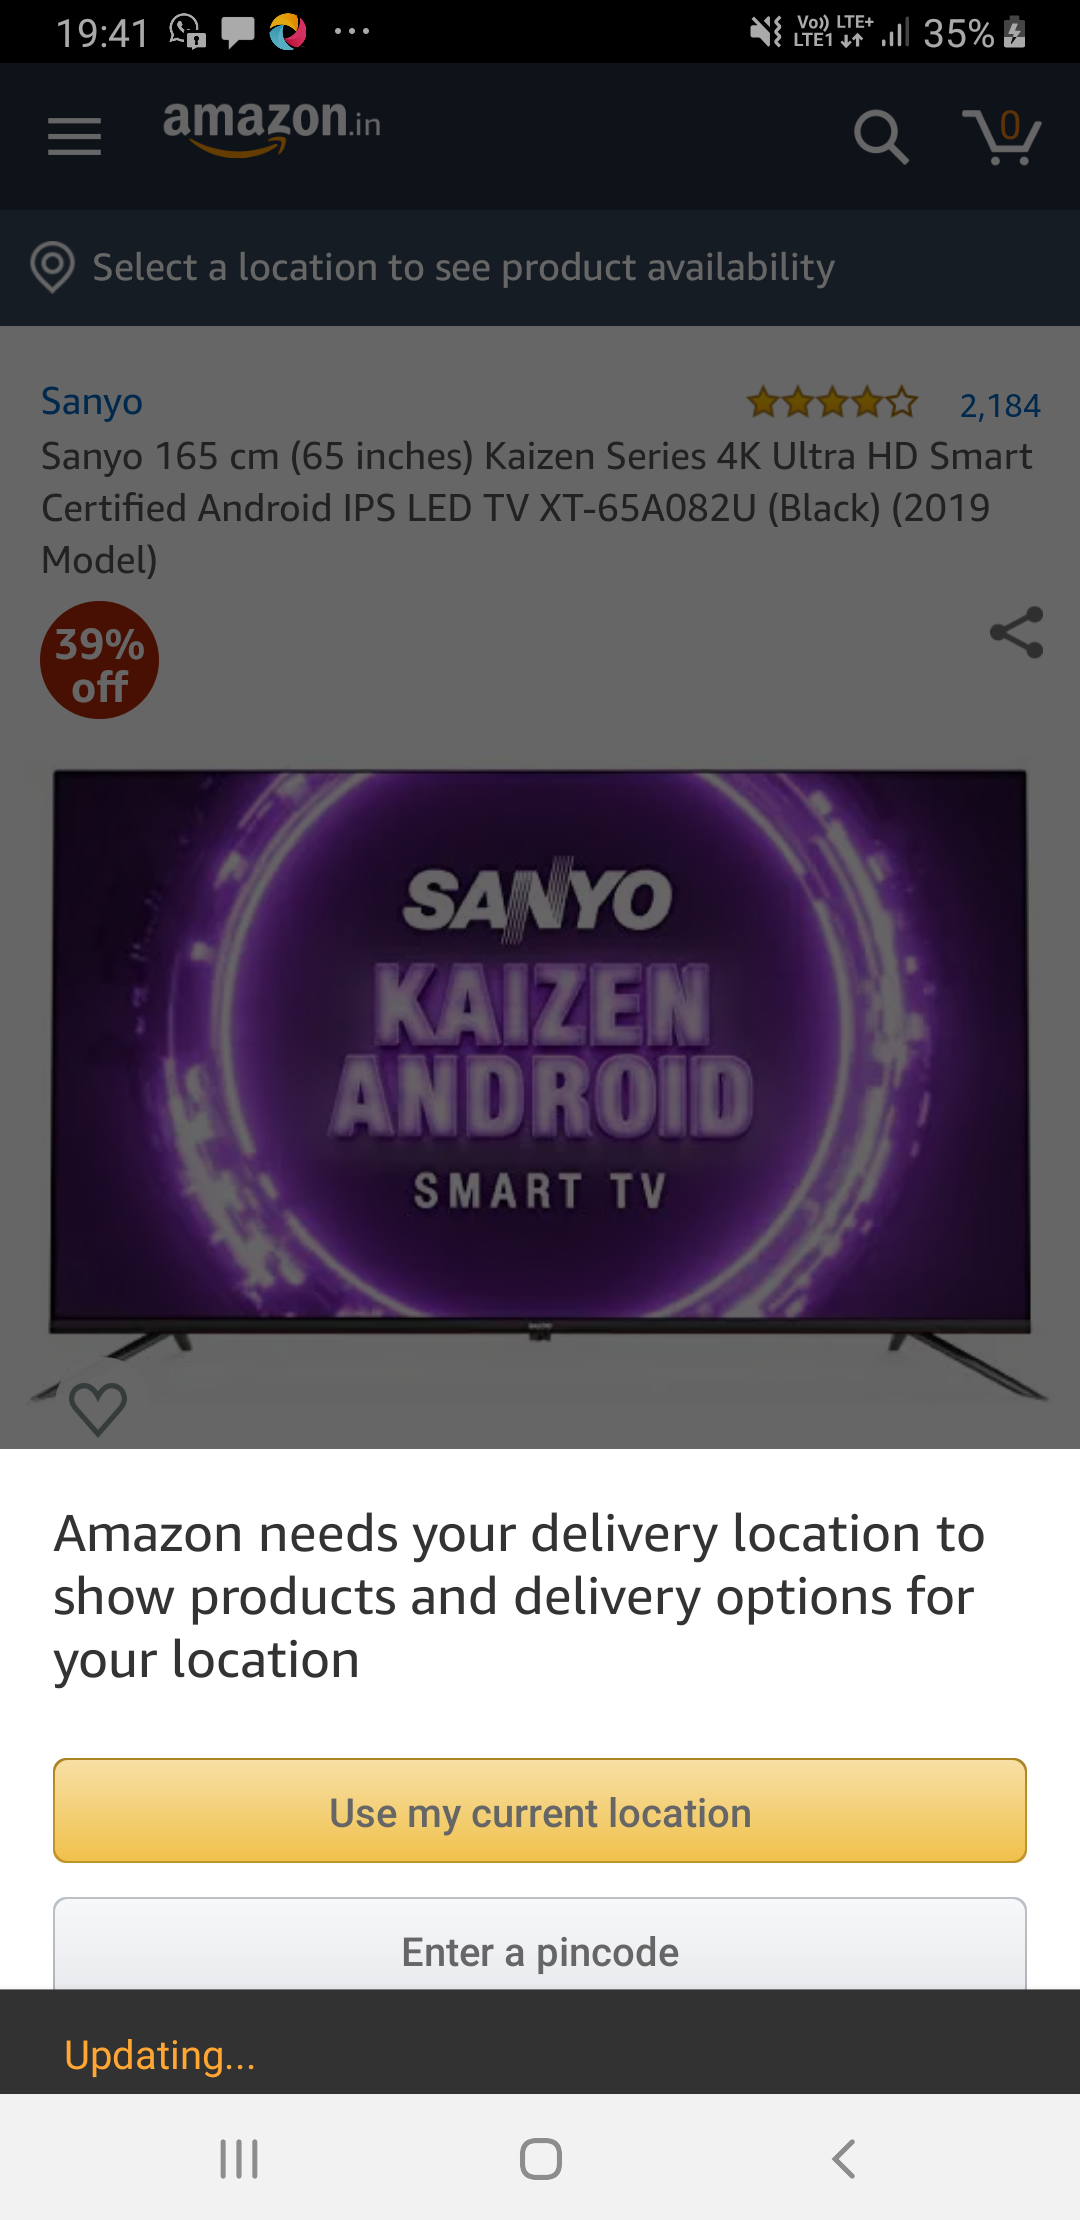 19:41
Vo)) LTE+
LTE1
35%
amazon.in
0
Select a location to see product availability
Sanyo
2,184
Sanyo 165 cm (65 inches) Kaizen Series 4K Ultra HD Smart
Certified Android IPS LED TV XT-65A082U (Black) (2019
Model)
39%
off
SANYO
KAIZEN
ANDROID
SMART TV
Amazon needs your delivery location to
show products and delivery options for
your location
Use my current location
Enter a pincode
Updating...